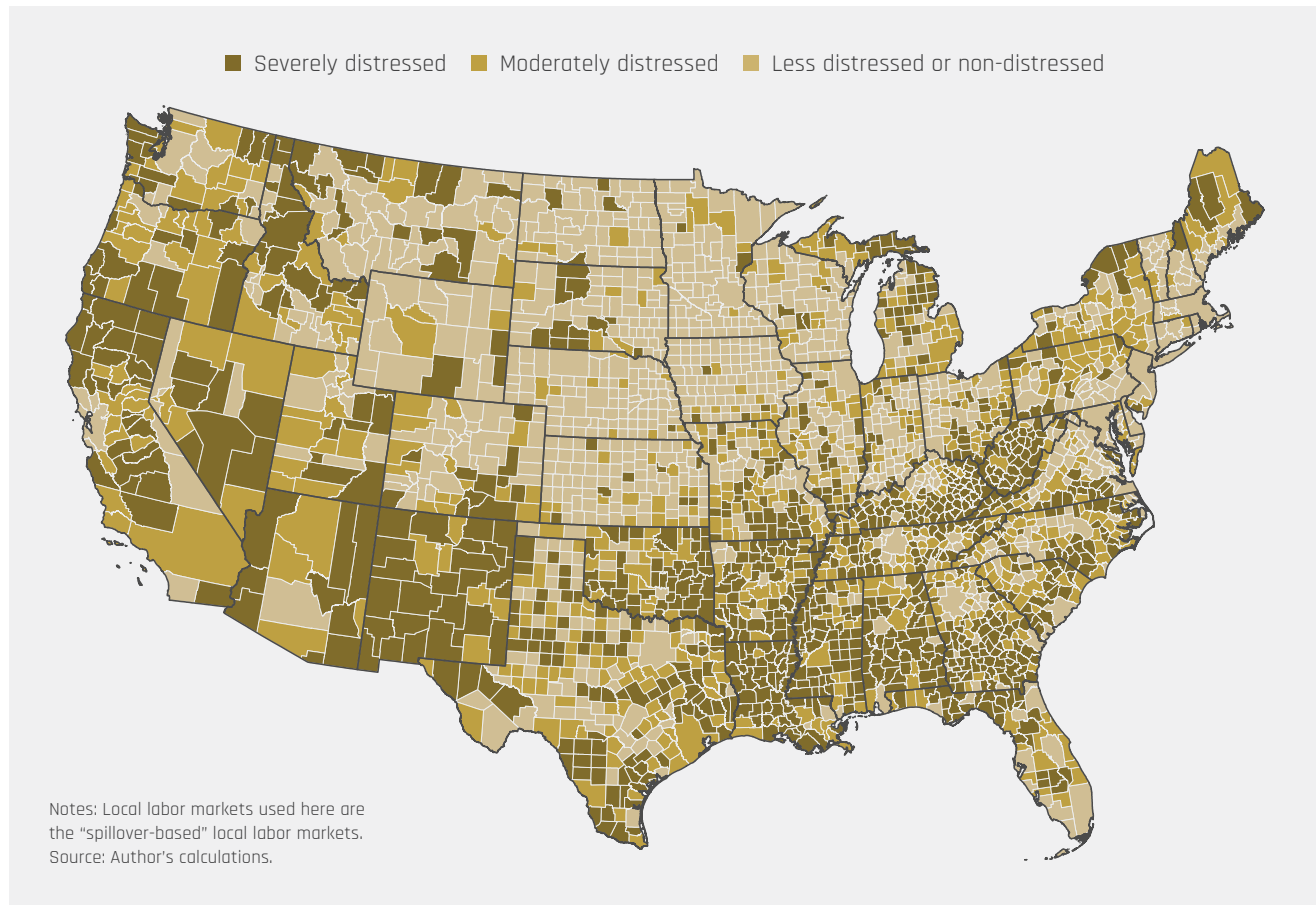 Severely distressed Moderately distressed Less distressed or non-distressed
Notes: Local labor markets used here are
the “spillover-based” local labor markets.
Source: Author’s calculations.